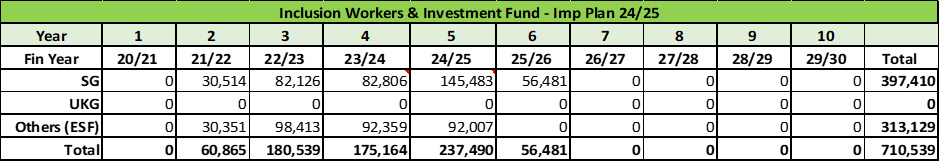 Inclusion Workers & Investment Fund - Imp Plan 24/25
Year 1 2 3 4 5 6 7 8 9 10
Fin Year 20/21 21/22 22/23 23/24 24/25 25/26 26/27 27/28 28/29 29/30 Total
SG 0 30,514 82,126 82,806 145,483 56,481 0 0 0 0 397,410
UKG 0 0 0 0 0 0 0 0 0 0 0
Others (ESF) 0 30,351 98,413 92,359 92,007 0 0 0 0 0 313,129
Total 0 60,865 180,539 175,164 237,490 56,481 0 0 0 0 710,539